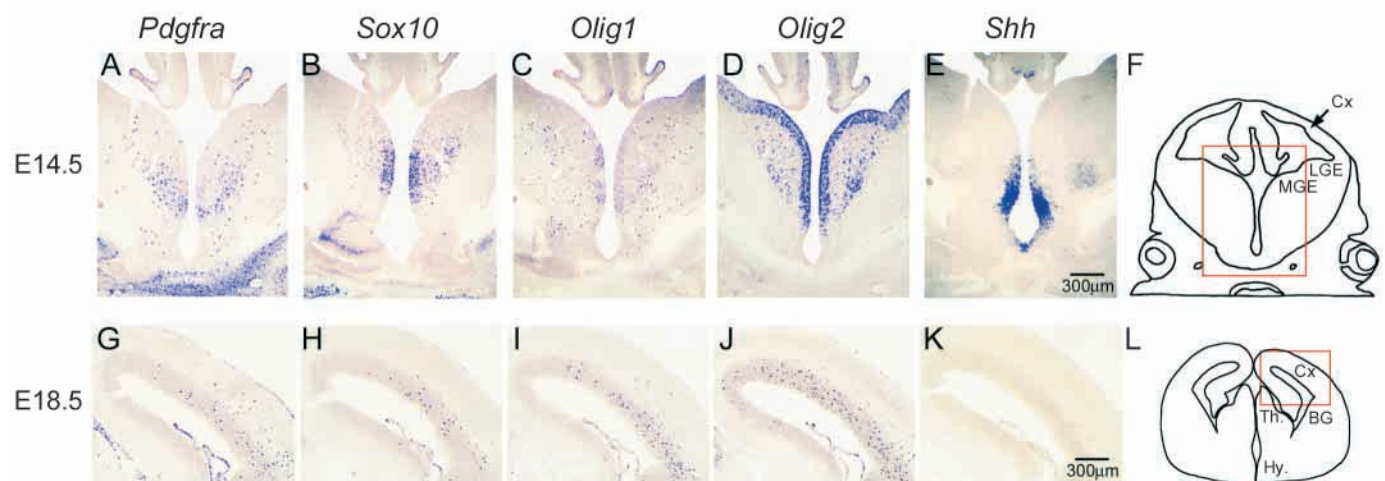 Pdgfra Sox10 Olig1 Olig2 Shh
A B C D E F
Cx
E14.5
LGE
MGE
300µm
G H I J K L
Cx
E18.5
Th. BG
300µm
Hy.